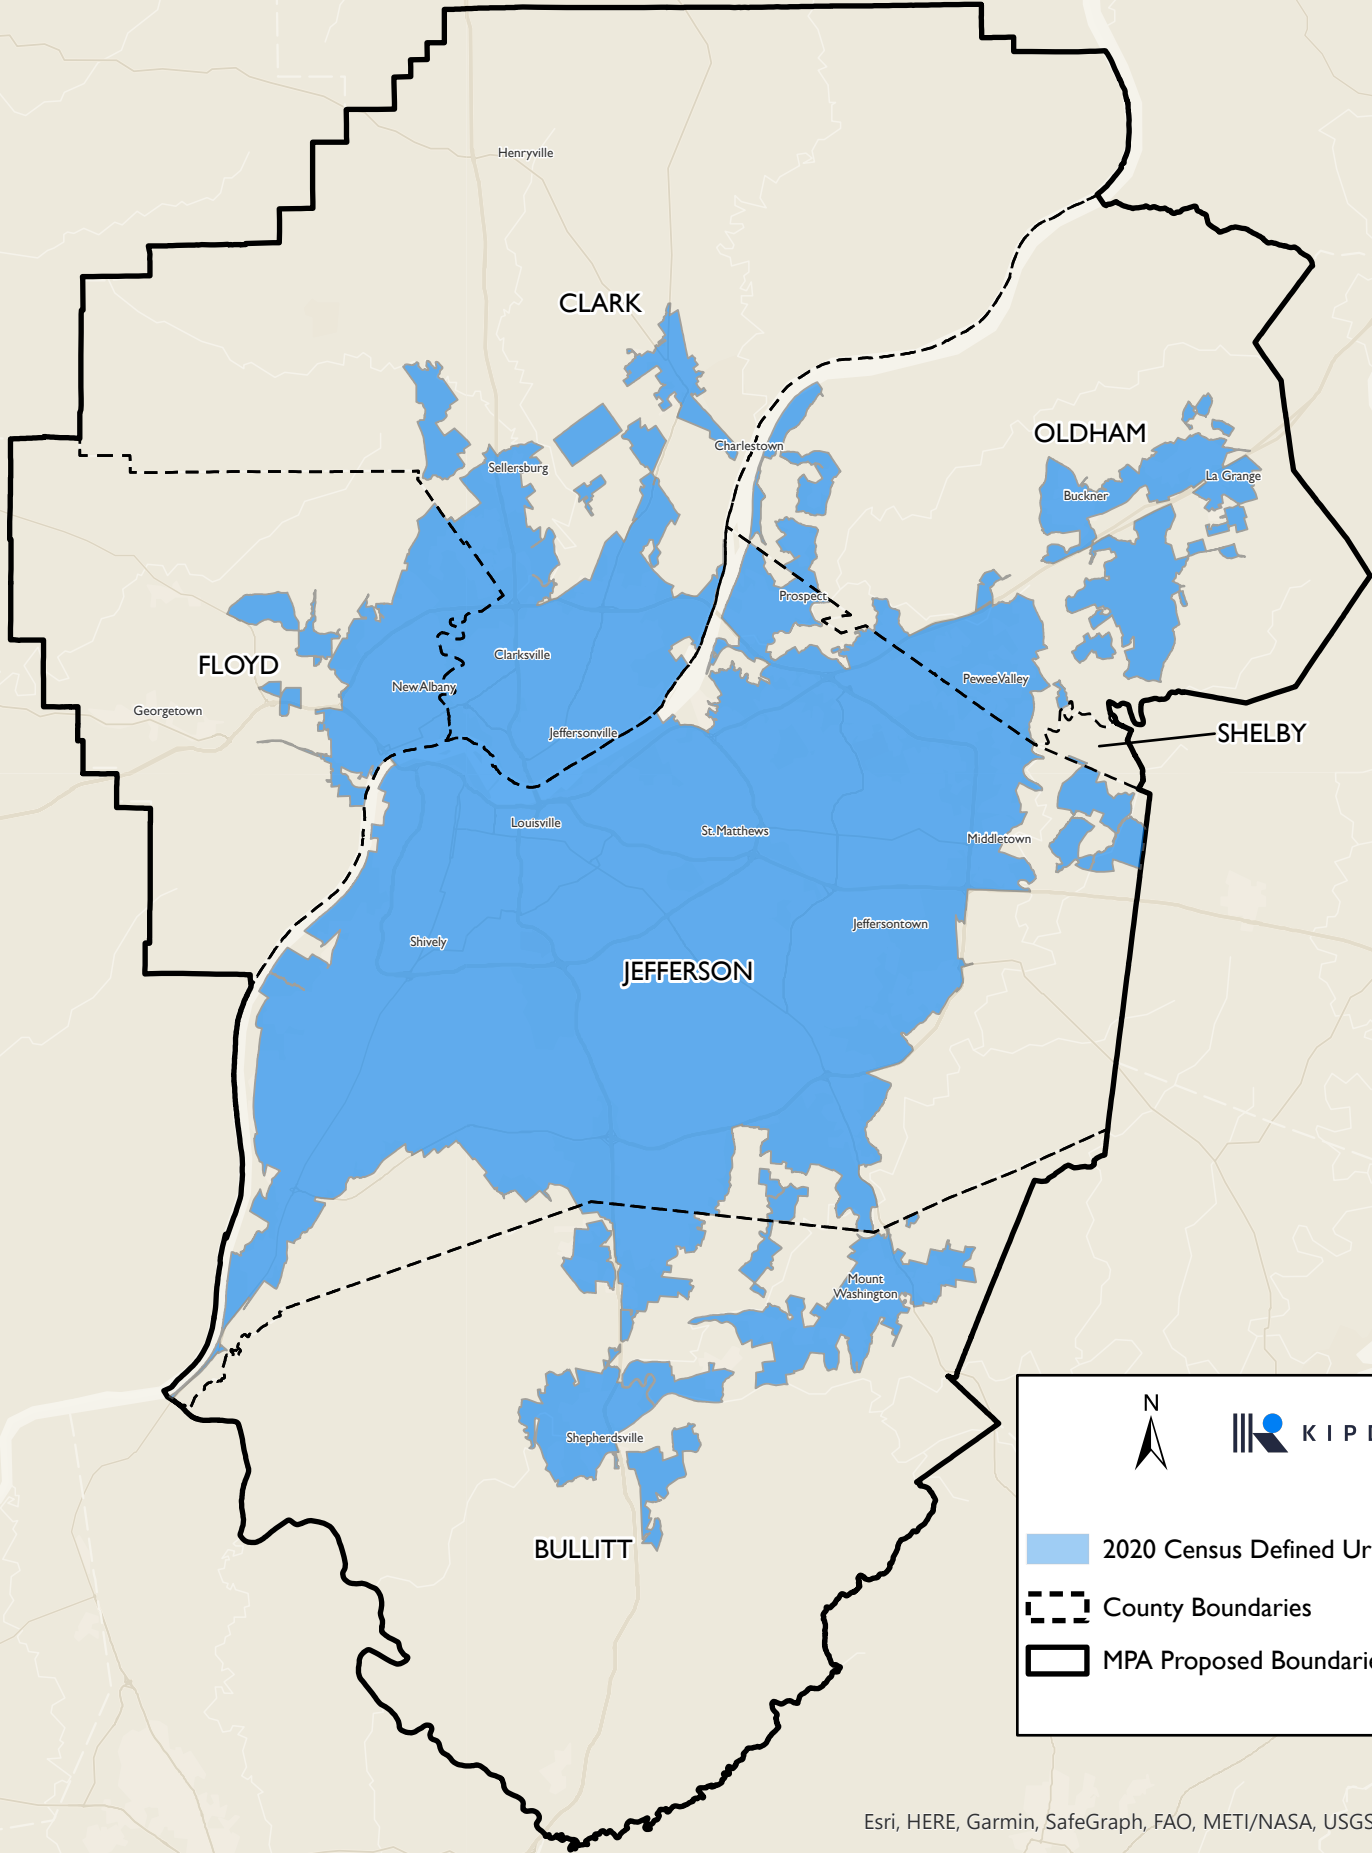 Henryville
CLARK
OLDHAM
Charlestown
Sellersburg
La Grange
Buckner
Prospect
Clarksville
FLOYD
New Albany
Pewee Valley
Georgetown
Jeffersonville
SHELBY
Louisville
St. Matthews
Middletown
Jeffersontown
Shively
JEFFERSON
Mount
Washington
Shepherdsville
BULLITT
N
KIPD
2020 Census Defined Ur
County Boundaries
MPA Proposed Boundarie
Esri, HERE, Garmin, SafeGraph, FAO, METI/NASA, USGS